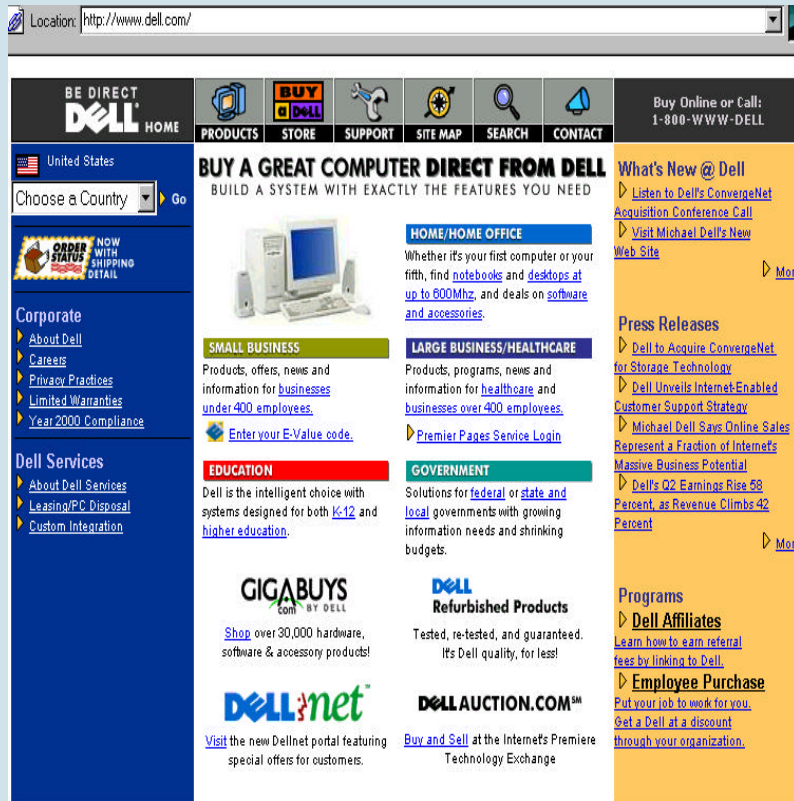 Location: http://www.dell.com/
BE DIRECT
DELL HOME
PRODUCTS
BUY
a DELL
STORE
SUPPORT
SITE MAP
SEARCH
CONTACT
Buy Online or Call:
1-800-WWW-DELL
United States
Choose a Country Go
ORDER
STATUS
NOW
WITH
SHIPPING
DETAIL
Corporate
About Dell
Careers
Privacy Practices
Limited Warranties
Year 2000 Compliance
Dell Services
About Dell Services
Leasing/PC Disposal
Custom Integration
BUY A GREAT COMPUTER DIRECT FROM DELL
BUILD A SYSTEM WITH EXACTLY THE FEATURES YOU NEED
HOME/HOME OFFICE
Whether it's your first computer or your
fifth, find notebooks and desktops at
up to 600Mhz, and deals on software
and accessories.
SMALL BUSINESS
Products, offers, news and
information for businesses
under 400 employees.
Enter your E-Value code.
LARGE BUSINESS/HEALTHCARE
Products, programs, news and
information for healthcare and
businesses over 400 employees.
Premier Pages Service Login
EDUCATION
Dell is the intelligent choice with
systems designed for both K-12 and
higher education.
GOVERNMENT
Solutions for federal or state and
local governments with growing
information needs and shrinking
budgets.
GIGABUYS
com BY DELL
Shop over 30,000 hardware,
software & accessory products!
DELL
Refurbished Products
Tested, re-tested, and guaranteed.
It's Dell quality, for less!
DELL net™
Visit the new Dellnet portal featuring
special offers for customers.
DELLAUCTION.COM℠
Buy and Sell at the Internet's Premiere
Technology Exchange
What's New @ Dell
Listen to Dell's ConvergeNet
Acquisition Conference Call
Visit Michael Dell's New
Web Site
Mor
Press Releases
Dell to Acquire ConvergeNet
for Storage Technology
Dell Unveils Internet-Enabled
Customer Support Strategy
Michael Dell Says Online Sales
Represent a Fraction of Internet's
Massive Business Potential
Dell's Q2 Earnings Rise 58
Percent, as Revenue Climbs 42
Percent
Mor
Programs
Dell Affiliates
Learn how to earn referral
fees by linking to Dell.
Employee Purchase
Put your job to work for you.
Get a Dell at a discount
through your organization.